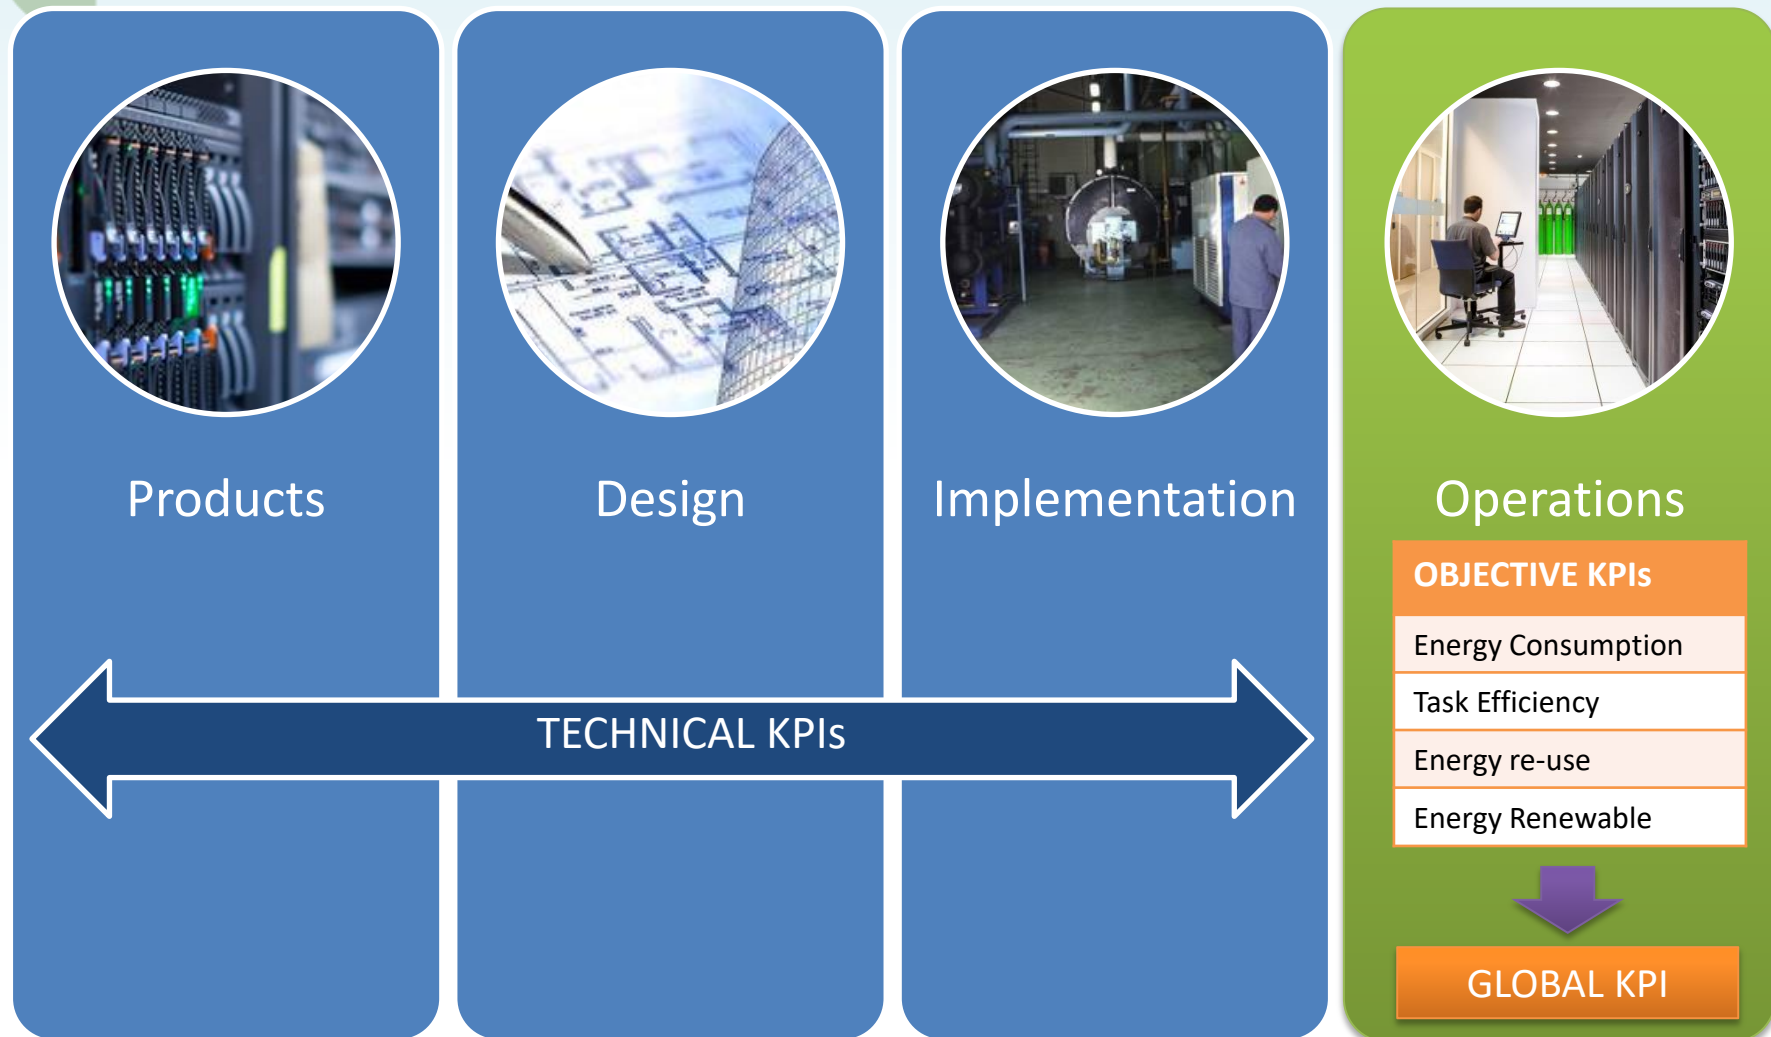 Products
Design
Implementation
Operations
OBJECTIVE KPIs
Energy Consumption
Task Efficiency
Energy re-use
Energy Renewable
TECHNICAL KPIs
GLOBAL KPI